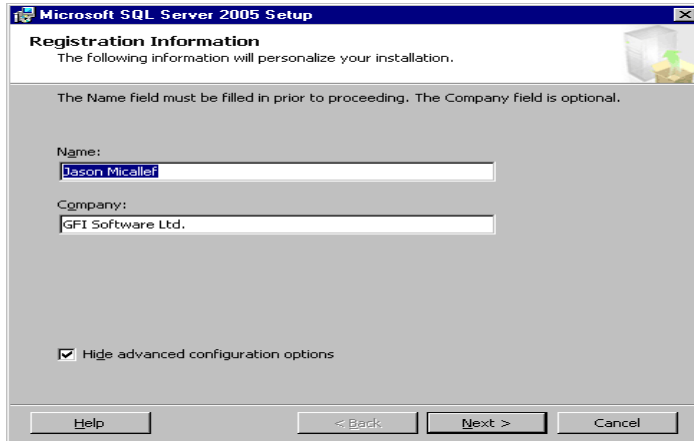 Microsoft SQL Server 2005 Setup
Registration Information
The following information will personalize your installation.
The Name field must be filled in prior to proceeding. The Company field is optional.
Name:
Jason Micallef
Company:
GFI Software Ltd.
Hide advanced configuration options
Help
< Back
Next >
Cancel